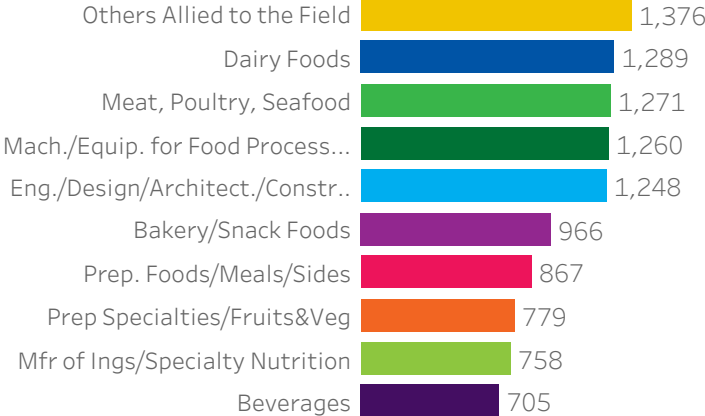 Others Allied to the Field 1,376
Dairy Foods 1,289
Meat, Poultry, Seafood 1,271
Mach./Equip. for Food Process... 1,260
Eng./Design/Architect./Constr.. 1,248
Bakery/Snack Foods 966
Prep. Foods/Meals/Sides 867
Prep Specialties/Fruits&Veg 779
Mfr of Ings/Specialty Nutrition 758
Beverages 705